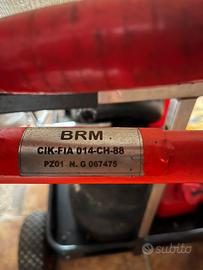 BRM
CIK-FIA 014-CH-88
PZ01 N. G 067475
subito